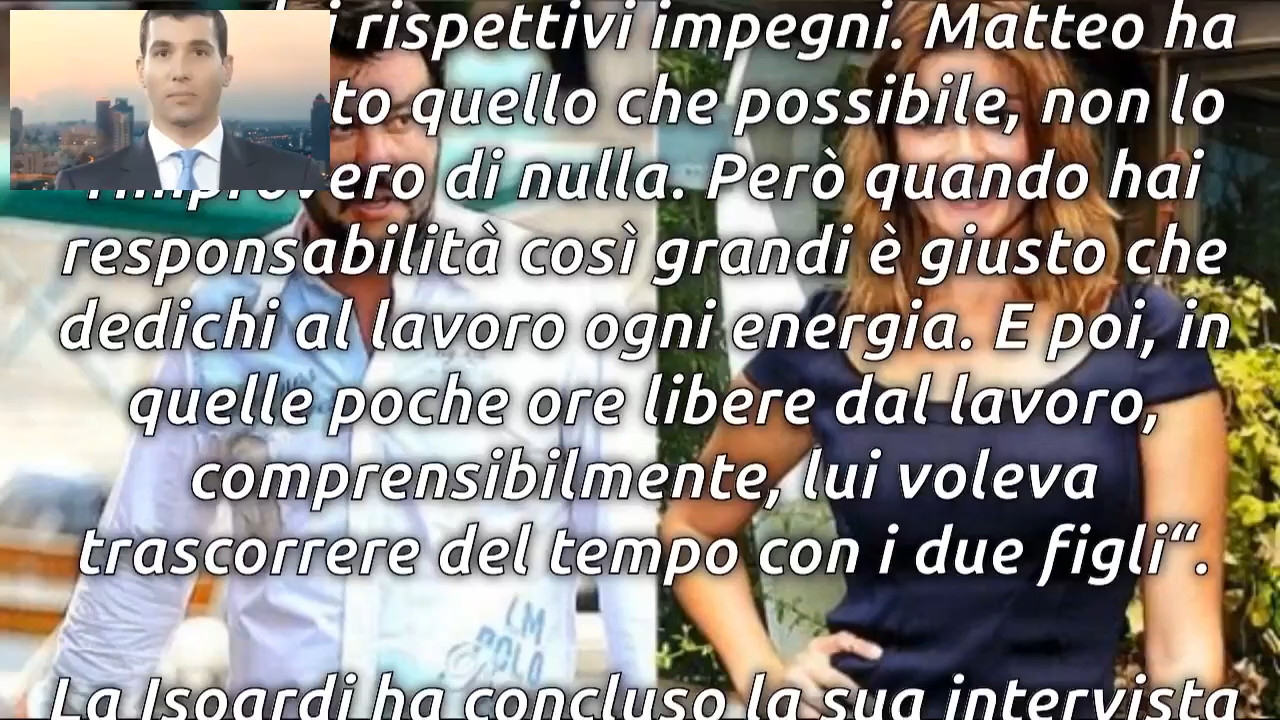 rispettivi impegni. Matteo ha
quello che possibile, non lo
di nulla. Però quando hai
responsabilità così grandi è giusto che
dedichi al lavoro ogni energia. E poi, in
quelle poche ore libere dal lavoro,
comprensibilmente, lui voleva
trascorrere del tempo con i due figli“.
La Isoardi ha concluso la sua intervista